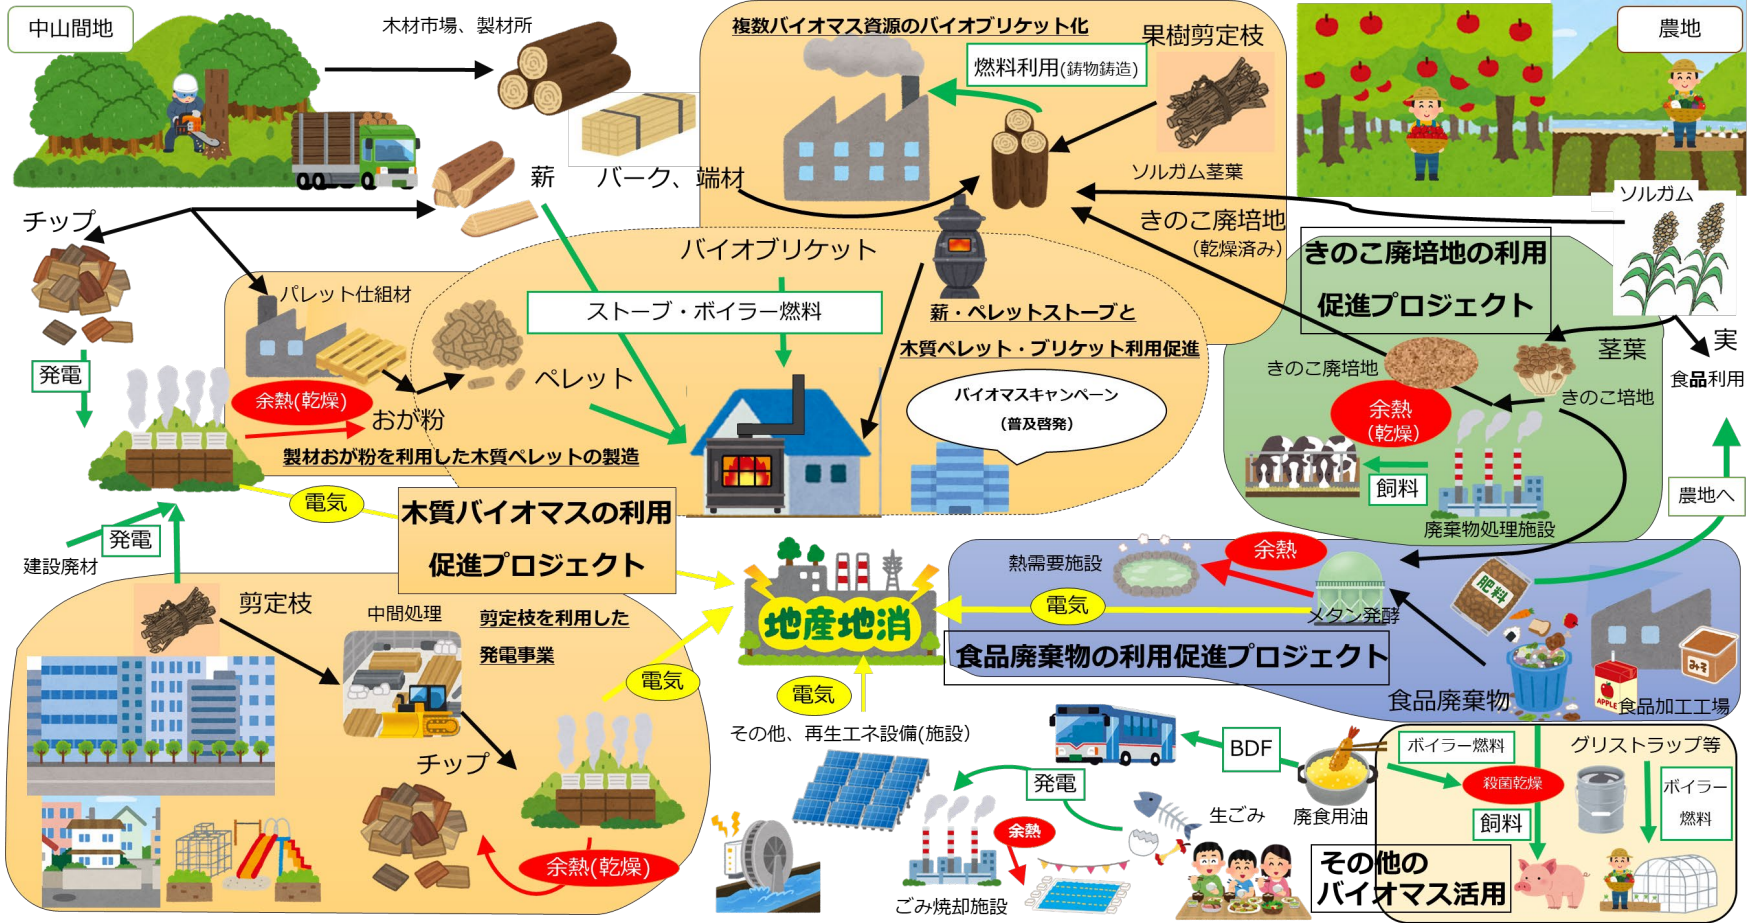 中山間地
木材市場、製材所
複数バイオマス資源のバイオブリケット化
果樹剪定枝
農地
燃料利用(鋳物鋳造)
薪
バーク、端材
ソルガム茎葉
ソルガム
チップ
きのこ廃培地
(乾燥済み)
バイオブリケット
きのこ廃培地の利用
促進プロジェクト
パレット仕組材
ストーブ・ボイラー燃料
薪・ペレットストーブと
木質ペレット・ブリケット利用促進
実
茎葉
食品利用
発電
きのこ廃培地
きのこ培地
ペレット
余熱(乾燥)
おが粉
バイオマスキャンペーン
(普及啓発)
余熱
(乾燥)
製材おが粉を利用した木質ペレットの製造
飼料
農地へ
電気
木質バイオマスの利用
促進プロジェクト
廃棄物処理施設
発電
建設廃材
熱需要施設
余熱
肥料
剪定枝
中間処理
剪定枝を利用した
発電事業
地産地消
電気
メタン発酵
食品廃棄物の利用促進プロジェクト
みそ
APPLE
電気
電気
食品廃棄物
食品加工工場
その他、再生エネ設備(施設)
チップ
BDF
ボイラー燃料
グリストラップ等
発電
殺菌乾燥
ボイラー
燃料
生ごみ
廃食用油
飼料
余熱
余熱(乾燥)
その他の
バイオマス活用
ごみ焼却施設